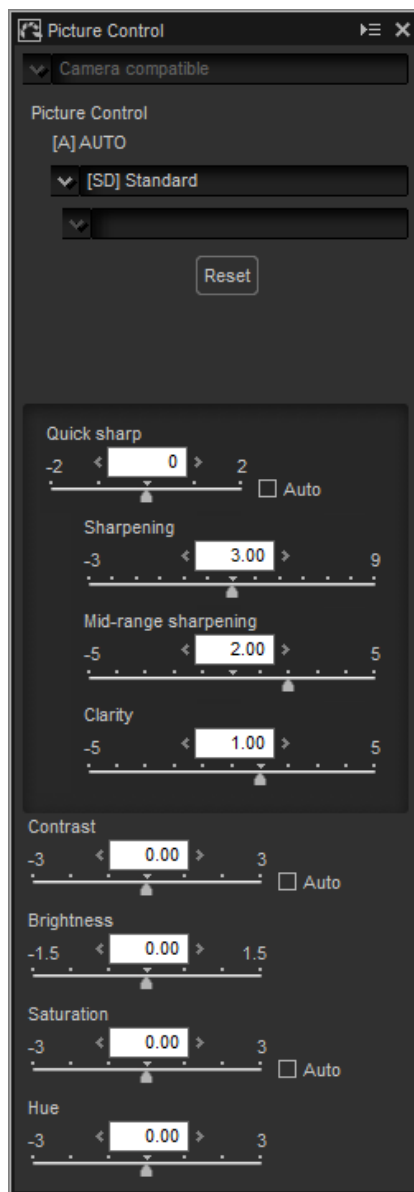 Picture Control
Camera compatible
Picture Control
[A] AUTO
[SD] Standard
Reset
Quick sharp
-2 < 0 > 2
Auto
Sharpening
-3 < 3.00 > 9
Mid-range sharpening
-5 < 2.00 > 5
Clarity
-5 < 1.00 > 5
Contrast
-3 < 0.00 > 3
Auto
Brightness
-1.5 < 0.00 > 1.5
Saturation
-3 < 0.00 > 3
Auto
Hue
-3 < 0.00 > 3